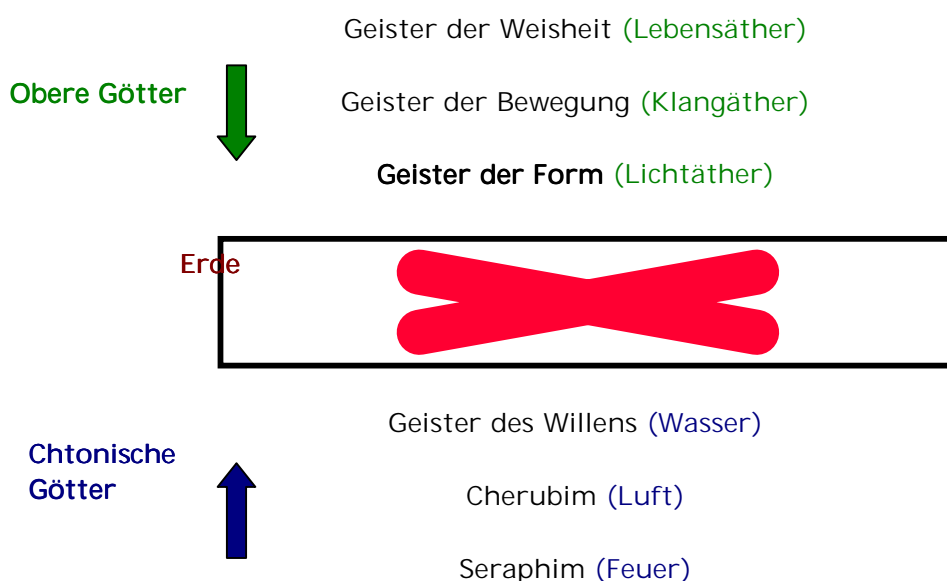 Geister der Weisheit (Lebensäther)
Obere Götter
Geister der Bewegung (Klangäther)
Geister der Form (Lichtäther)
Erde
Geister des Willens (Wasser)
Chtonische
Götter
Cherubim (Luft)
Seraphim (Feuer)